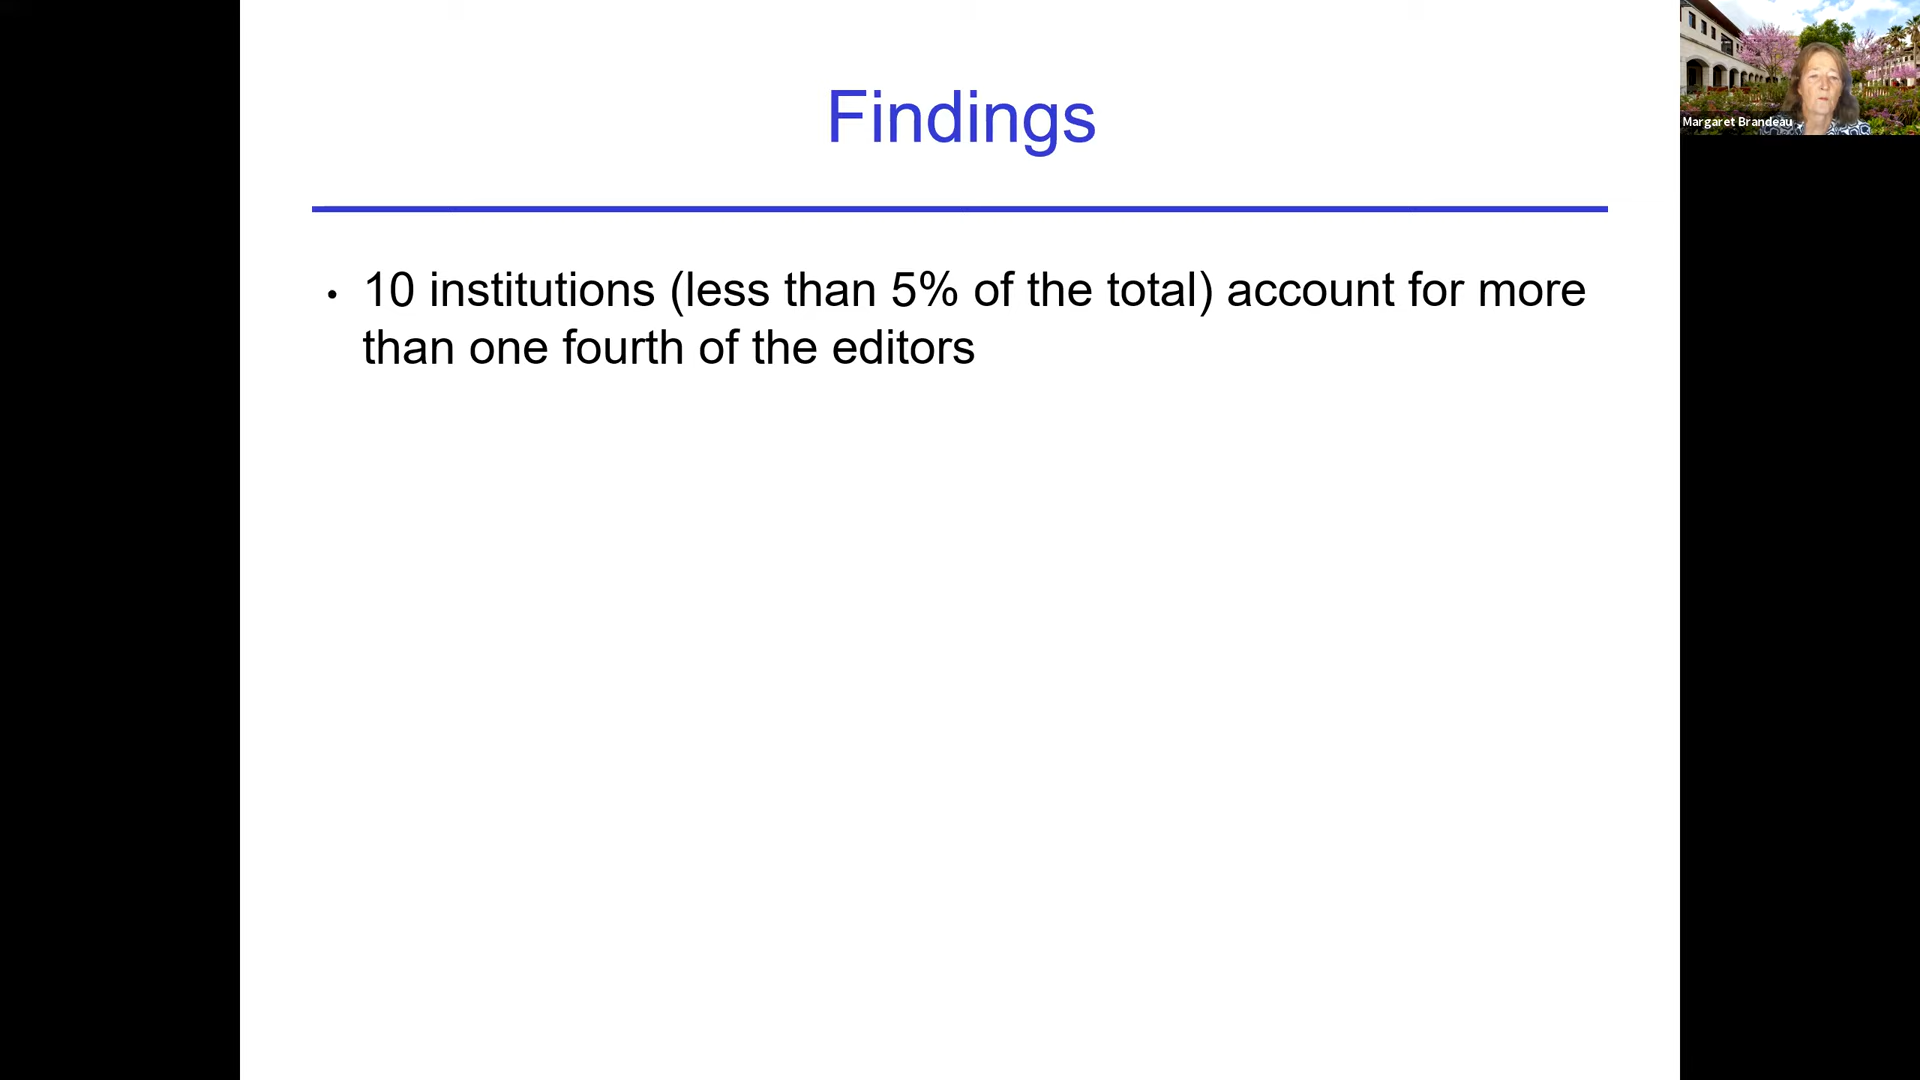 Findings
Margaret Brandeau
• 10 institutions (less than 5% of the total) account for more
than one fourth of the editors